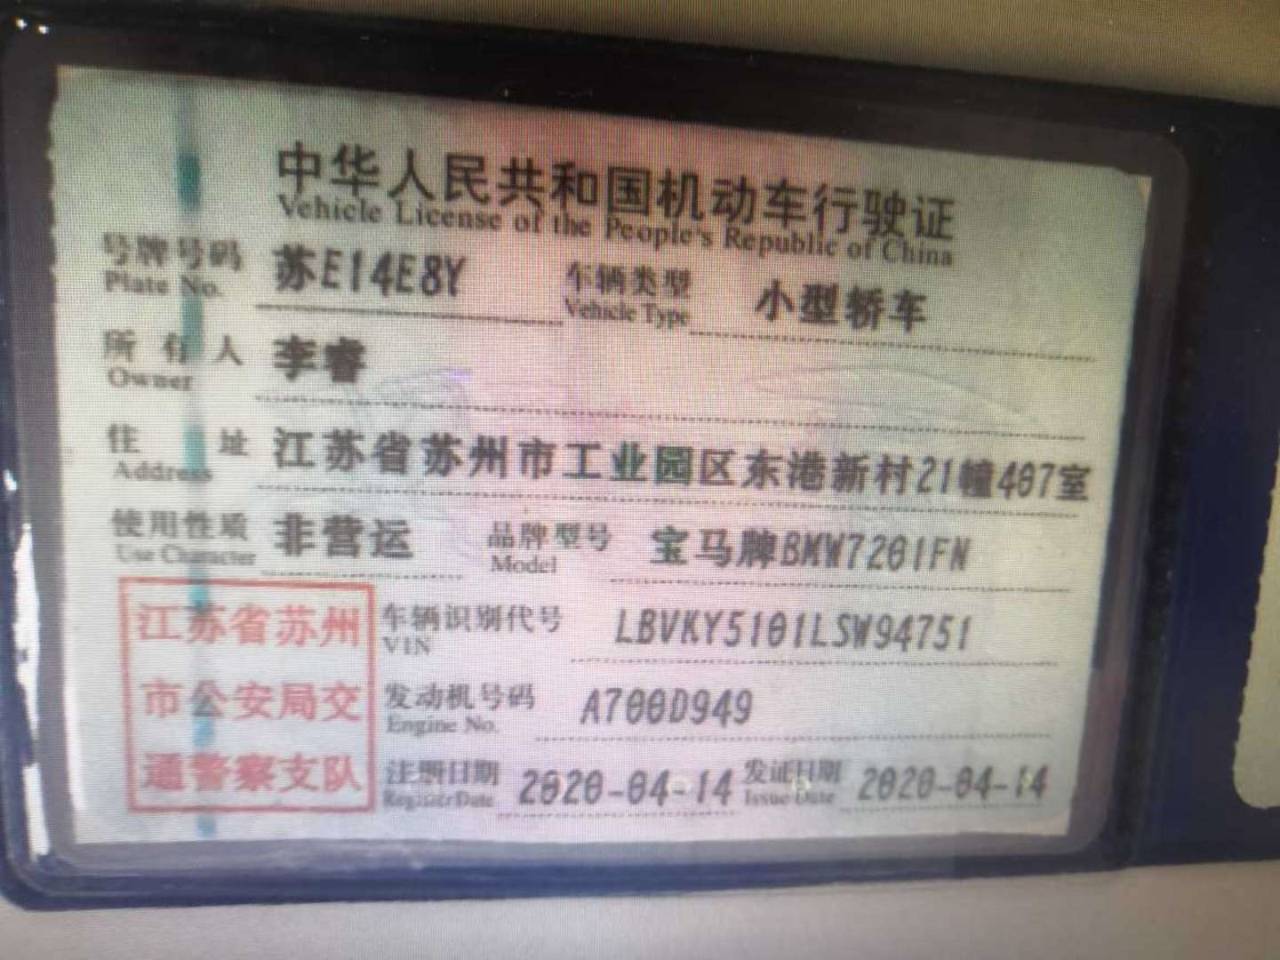 中华人民共和国机动车行驶证
Vehicle License of the People's Republic of China
号牌号码 苏E14E8Y 车辆类型 小型轿车
Plate No. Vehicle Type
所有人 李睿
Owner
住址 江苏省苏州市工业园区东港新村21幢407室
Address
使用性质 非营运 品牌型号 宝马牌BMW7201FN
Use Character Model
江苏省苏州
市公安局交
通警察支队
车辆识别代号 LBVKY5101LSW94751
VIN
发动机号码 A700D949
Engine No.
注册日期 2020-04-14 发证日期 2020-04-14
Register Date Issue Date